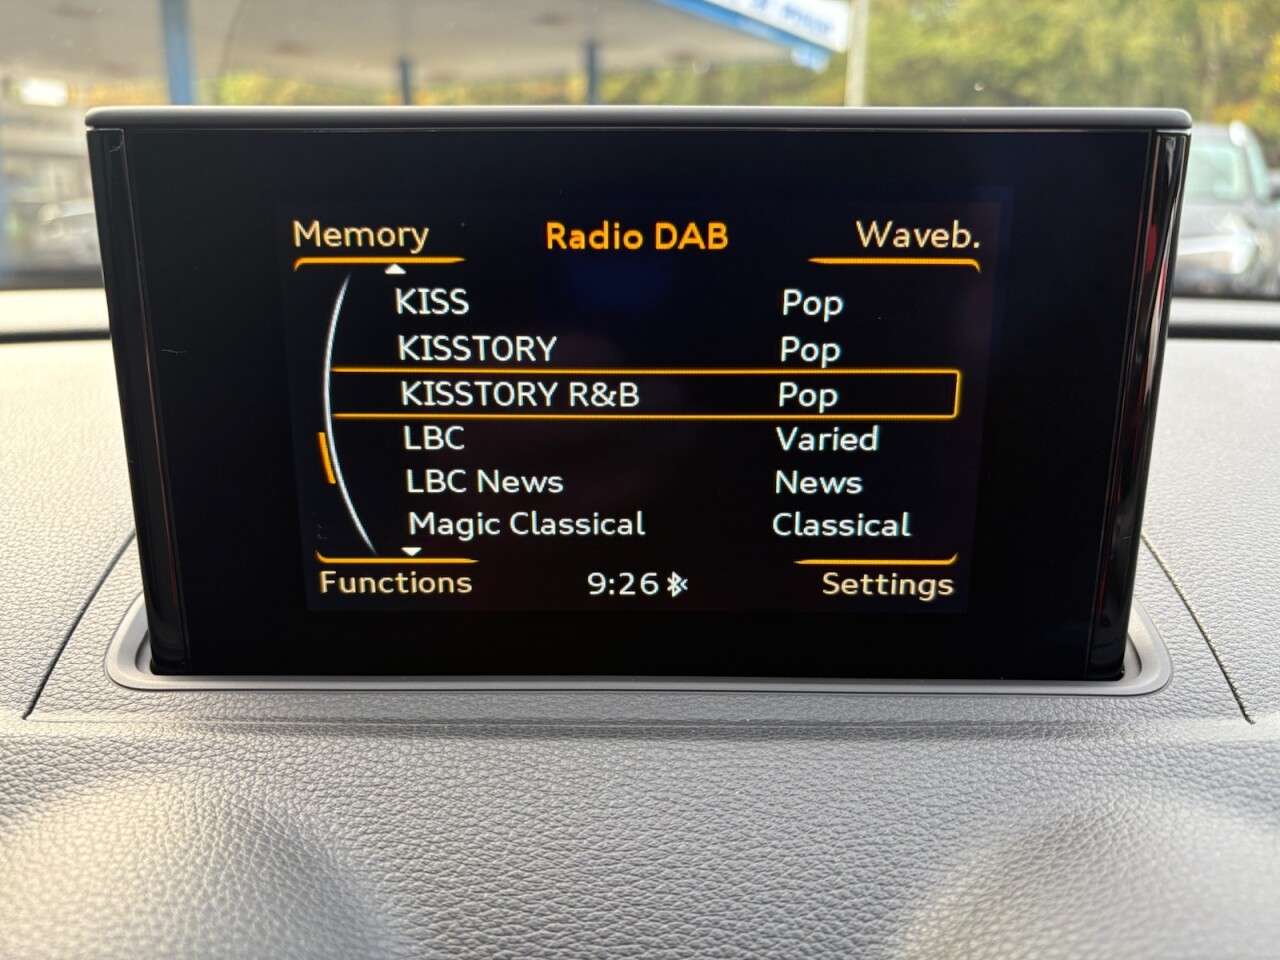 Memory Radio DAB Waveb.
KISS Pop
KISSTORY Pop
KISSTORY R&B Pop
LBC Varied
LBC News News
Magic Classical Classical
Functions 9:26 Settings